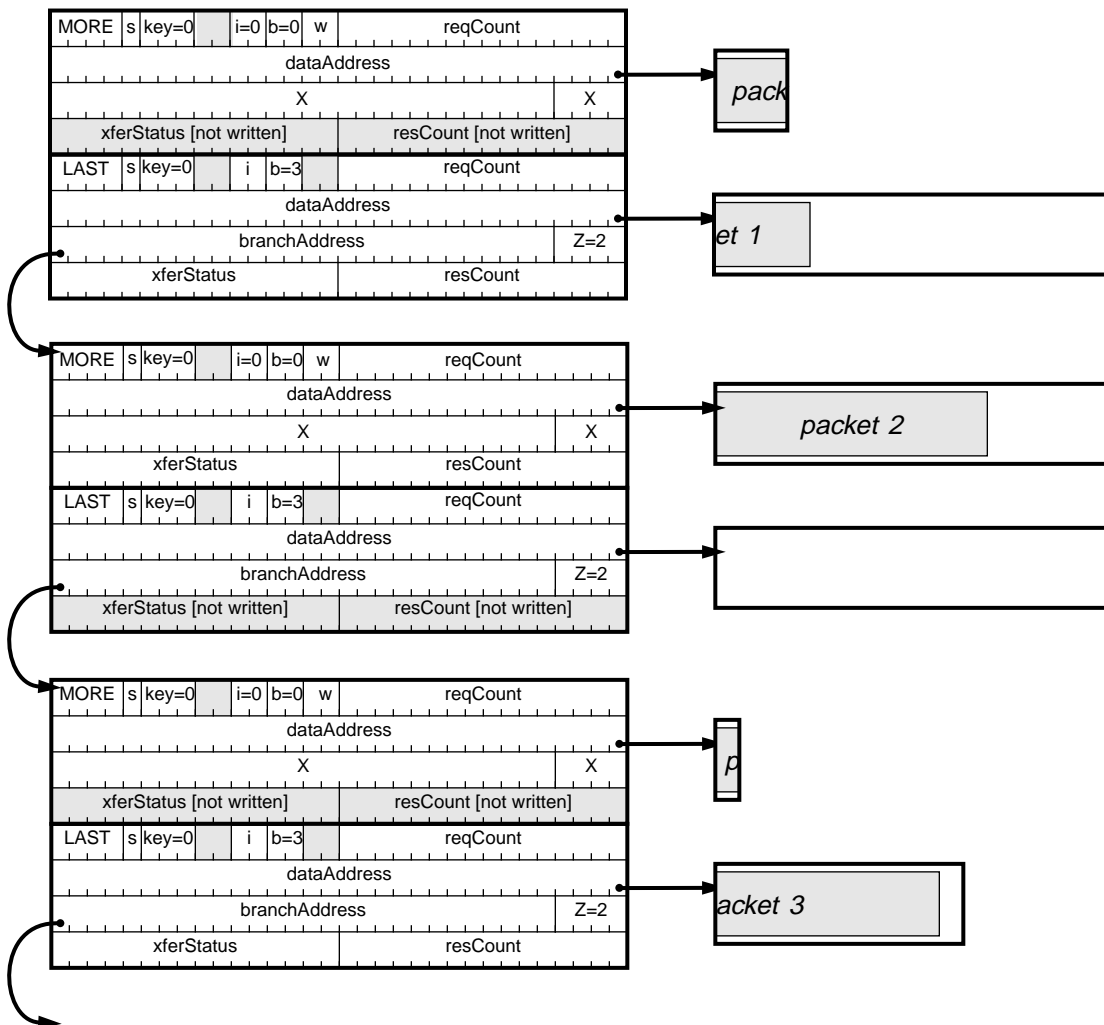 MORE s key=0 i=0 b=0 w reqCount
dataAddress
pack
X X
xferStatus [not written] resCount [not written]
LAST s key=0 i b=3 reqCount
dataAddress
et 1
branchAddress Z=2
xferStatus resCount
MORE s key=0 i=0 b=0 w reqCount
dataAddress
packet 2
X X
xferStatus resCount
LAST s key=0 i b=3 reqCount
dataAddress
branchAddress Z=2
xferStatus [not written] resCount [not written]
MORE s key=0 i=0 b=0 w reqCount
dataAddress
p
X X
xferStatus [not written] resCount [not written]
LAST s key=0 i b=3 reqCount
dataAddress
acket 3
branchAddress Z=2
xferStatus resCount